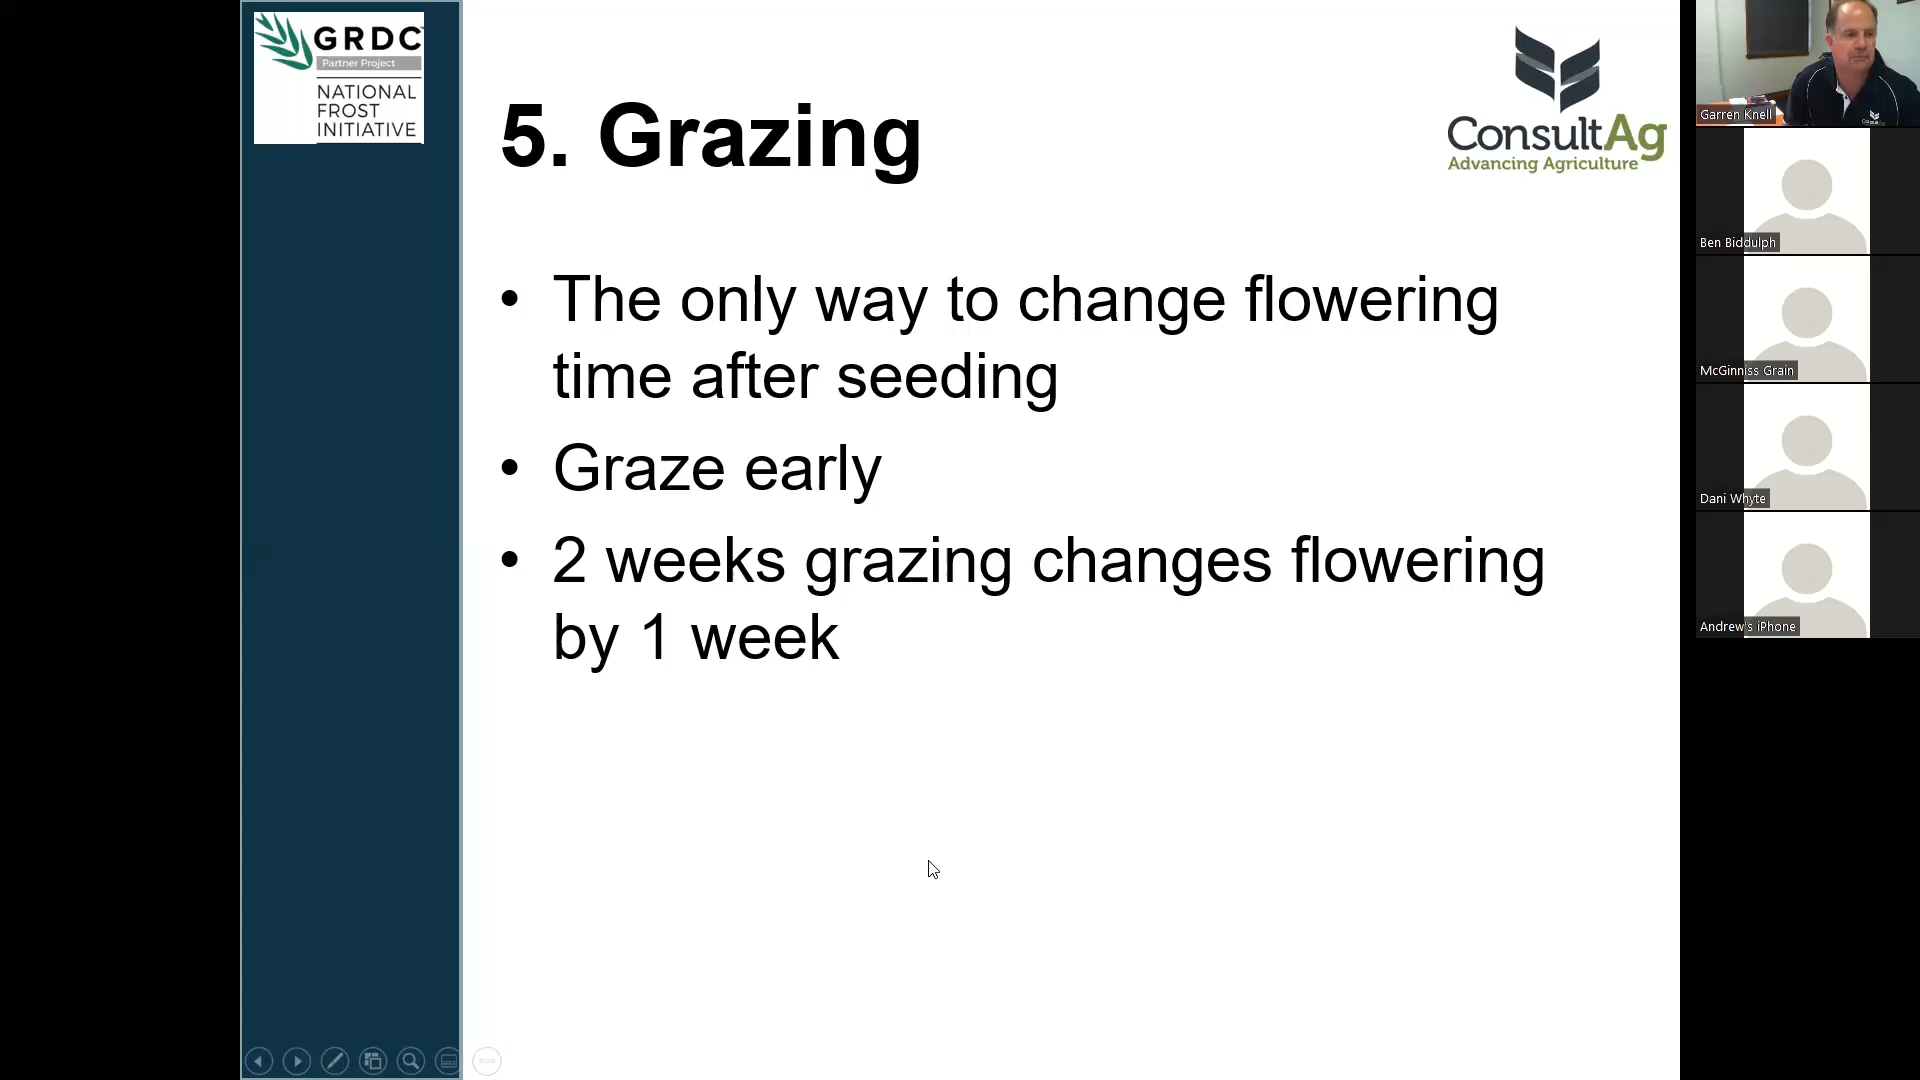 GRDC
Partner Project
NATIONAL
FROST
INITIATIVE
5. Grazing
ConsultAg
Advancing Agriculture
• The only way to change flowering
time after seeding
• Graze early
• 2 weeks grazing changes flowering
by 1 week
Garren Knell
Ben Biddulph
McGinniss Grain
Dani Whyte
Andrew's iPhone